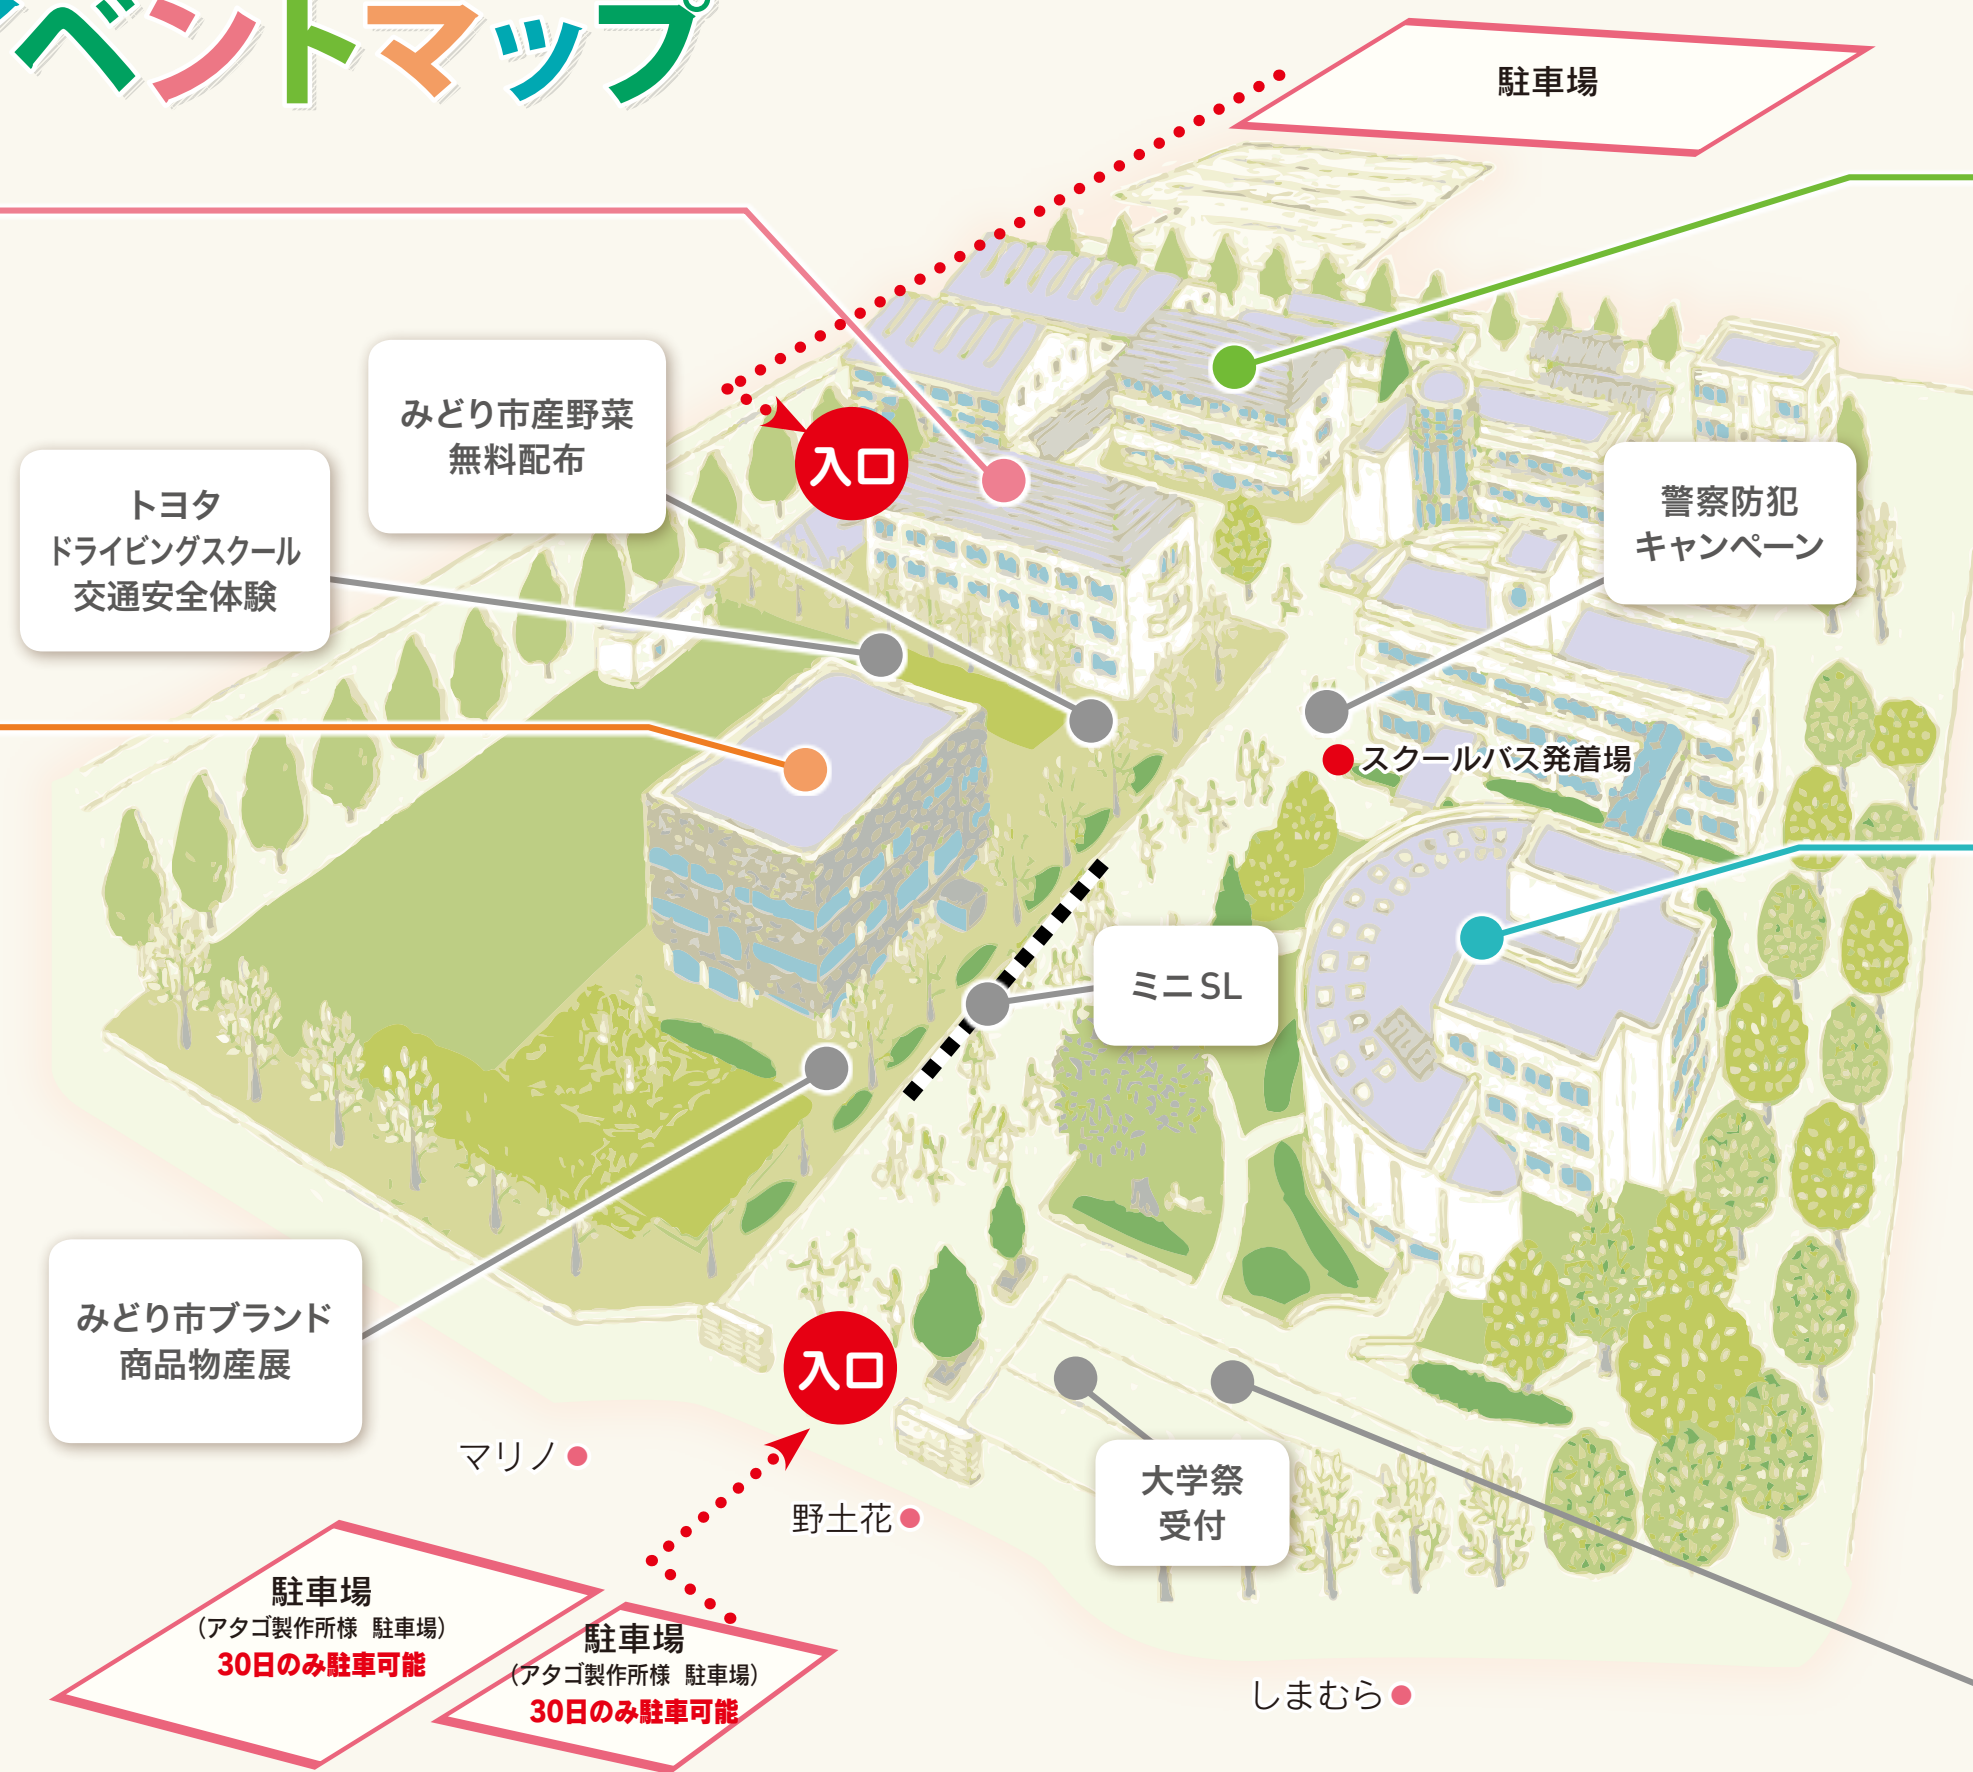 ベントマップ
駐車場
みどり市産野菜
無料配布
入口
トヨタ
ドライビングスクール
交通安全体験
警察防犯
キャンペーン
スクールバス発着場
ミニSL
みどり市ブランド
商品物産展
入口
マリノ
野土花
大学祭
受付
駐車場
（アタゴ製作所様 駐車場）
30日のみ駐車可能
駐車場
（アタゴ製作所様 駐車場）
30日のみ駐車可能
しまむら